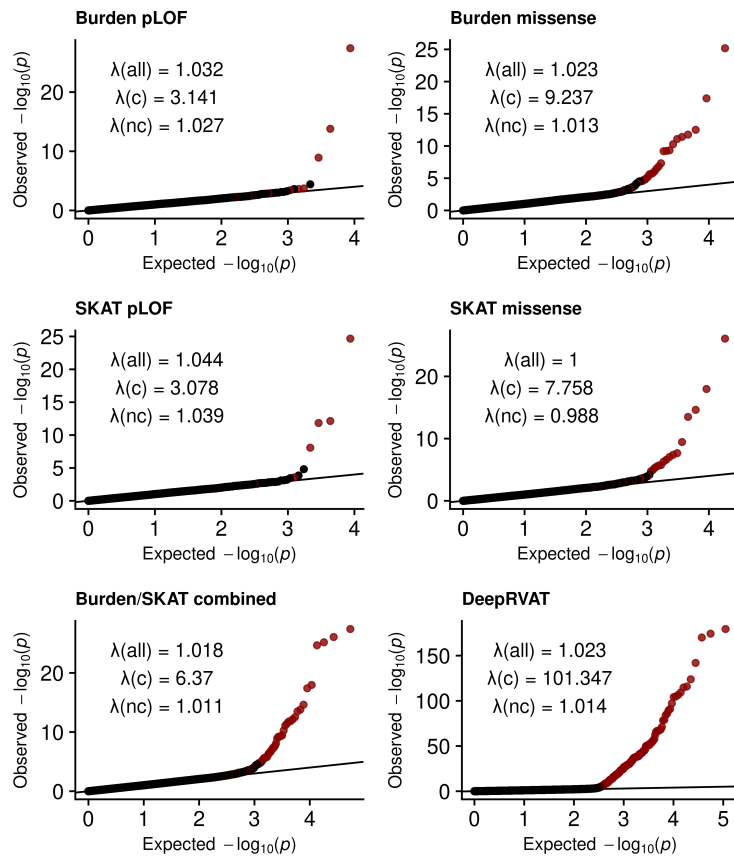 Burden pLOF
Observed −log10(p)
20
10
0
λ(all) = 1.032
λ(c) = 3.141
λ(nc) = 1.027
0 1 2 3 4
Expected −log10(p)
Burden missense
Observed −log10(p)
25
20
15
10
5
0
λ(all) = 1.023
λ(c) = 9.237
λ(nc) = 1.013
0 1 2 3 4
Expected −log10(p)
SKAT pLOF
Observed −log10(p)
25
20
15
10
5
0
λ(all) = 1.044
λ(c) = 3.078
λ(nc) = 1.039
0 1 2 3 4
Expected −log10(p)
SKAT missense
Observed −log10(p)
20
10
0
λ(all) = 1
λ(c) = 7.758
λ(nc) = 0.988
0 1 2 3 4
Expected −log10(p)
Burden/SKAT combined
Observed −log10(p)
20
10
0
λ(all) = 1.018
λ(c) = 6.37
λ(nc) = 1.011
0 1 2 3 4
Expected −log10(p)
DeepRVAT
Observed −log10(p)
150
100
50
0
λ(all) = 1.023
λ(c) = 101.347
λ(nc) = 1.014
0 1 2 3 4 5
Expected −log10(p)